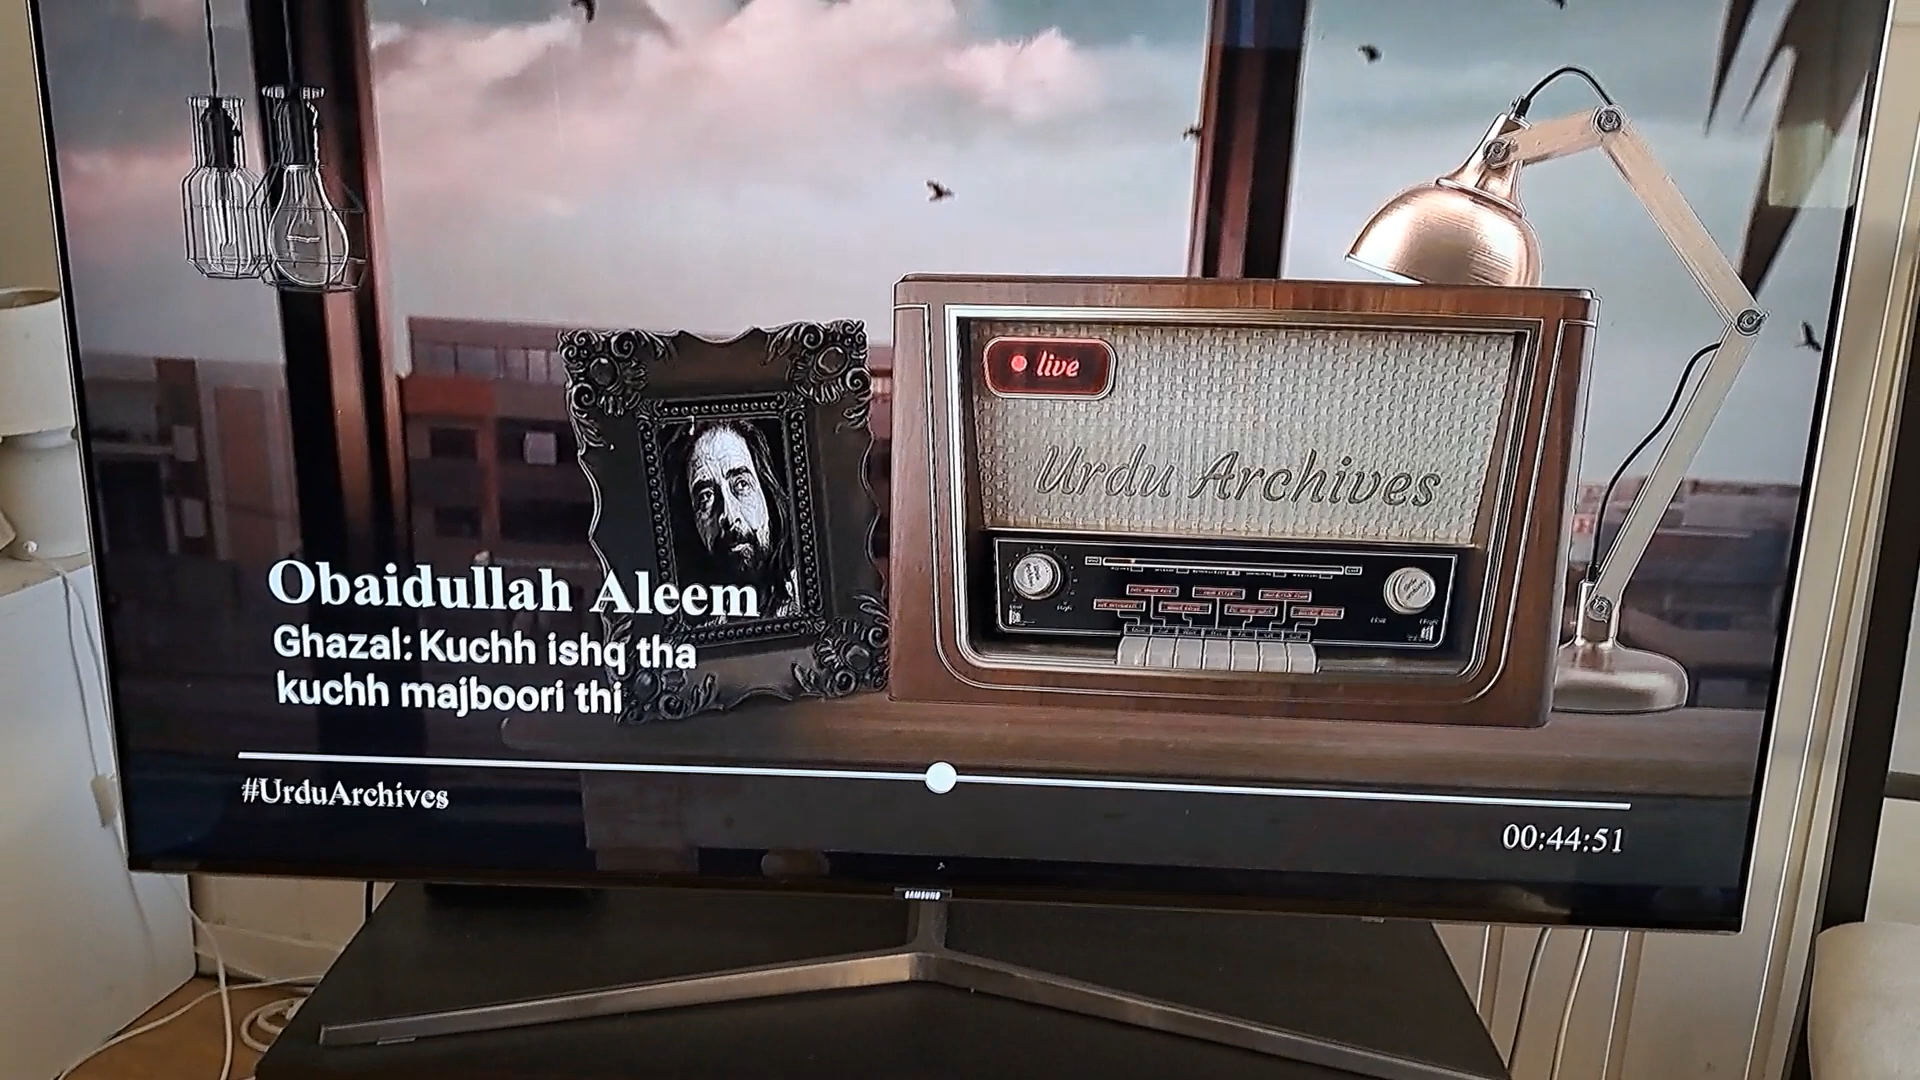 live
Urdu Archives
Obaidullah Aleem
Ghazal: Kuchh ishq tha
kuchh majboori thi
#UrduArchives
00:44:51
SAMSUNG